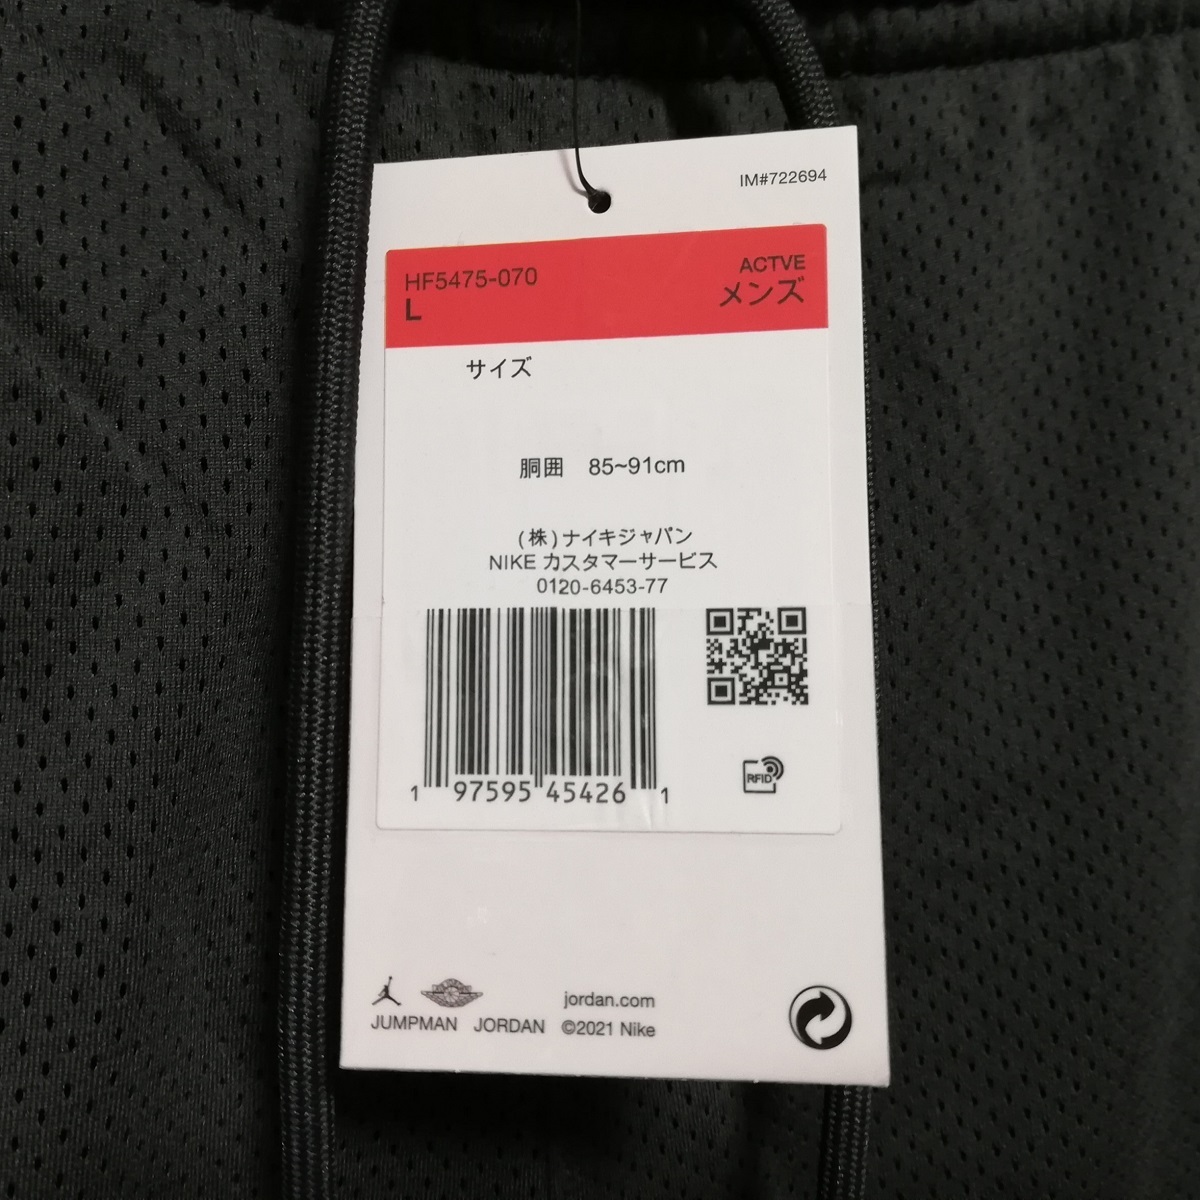 IM#722694
HF5475-070
ACTVE
L
メンズ
サイズ
胴囲 85~91cm
(株)ナイキジャパン
NIKE カスタマーサービス
0120-6453-77
1 97595 45426 1
RFID
jordan.com
JUMPMAN JORDAN ©2021 Nike